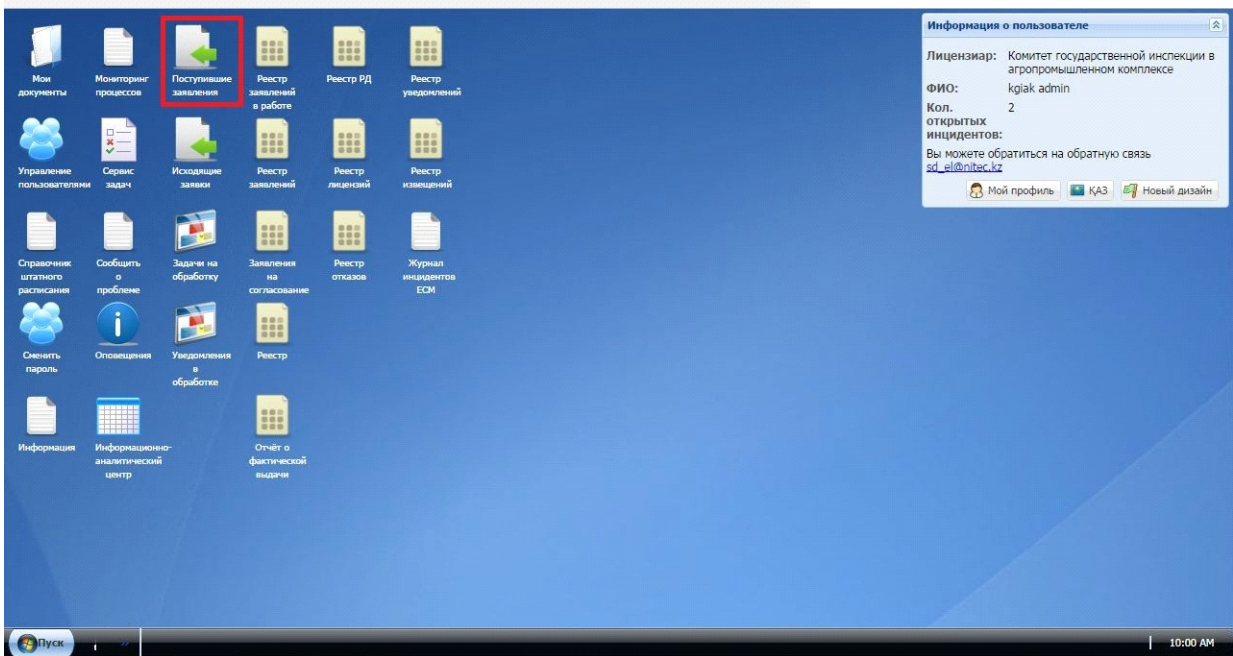 Мои
документы
Мониторинг
процессов
Поступившие
заявления
Реестр
заявлений
в работе
Реестр РД
Реестр
уведомлений
Управление
пользователями
Сервис
задач
Исходящие
заявки
Реестр
заявлений
Реестр
лицензий
Реестр
извещений
Справочник
штатного
расписания
Сообщить
о
проблеме
Задачи на
обработку
Заявления
на
согласование
Реестр
отказов
Журнал
инцидентов
ECM
Сменить
пароль
Оповещения
Уведомления
в
обработке
Реестр
Информация
Информационно-
аналитический
центр
Отчёт о
фактической
выдачи
Информация о пользователе
Лицензиар: Комитет государственной инспекции в
агропромышленном комплексе
ФИО: kgiak admin
Кол. 2
открытых
инцидентов:
Вы можете обратиться на обратную связь
sd_el@nitec.kz
Мой профиль ҚАЗ Новый дизайн
Пуск
10:00 AM